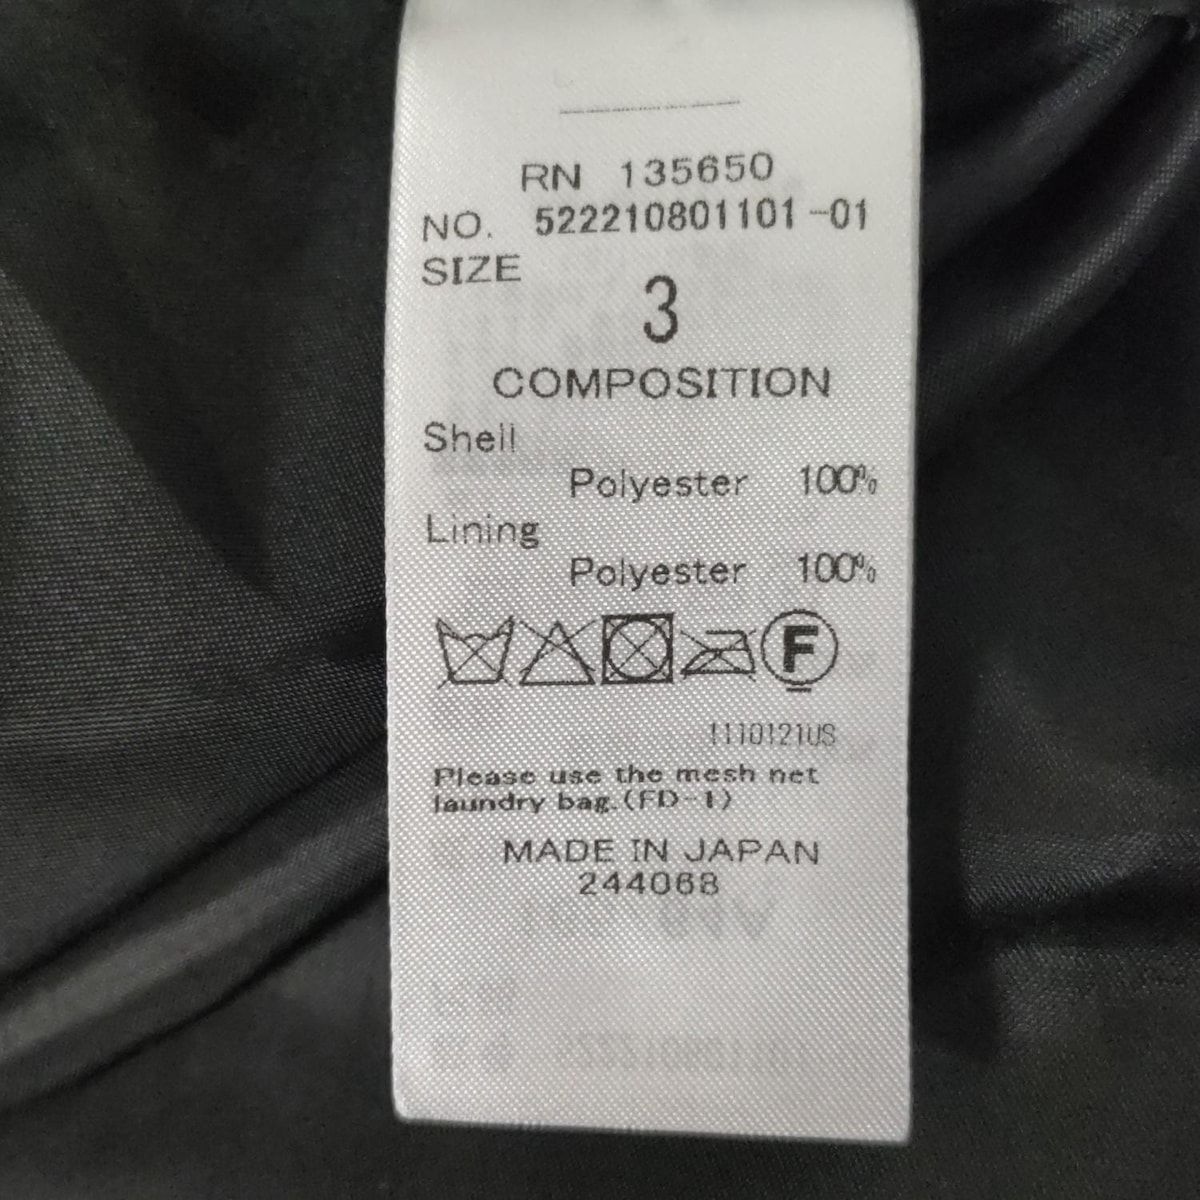 RN 135650
NO. 522210801101-01
SIZE
3
COMPOSITION
Shell
Polyester 100%
Lining
Polyester 100%
F
1110121US
Please use the mesh net
laundry bag.(FD-1)
MADE IN JAPAN
244068